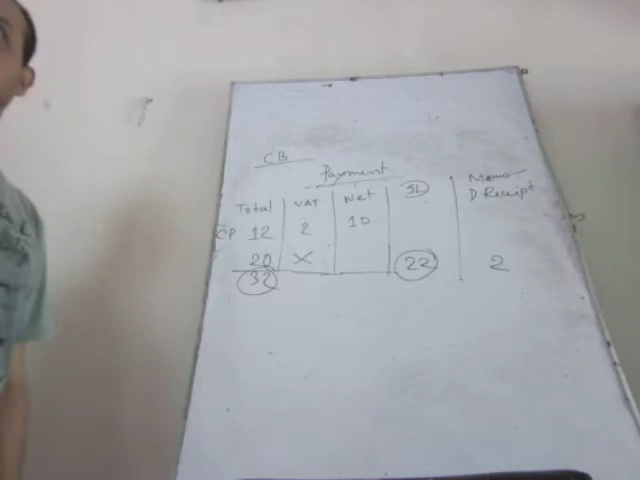 CB
Payment
Total VAT Net SL Memo D Receipt
CP 12 2 10
20 X 22 2
32